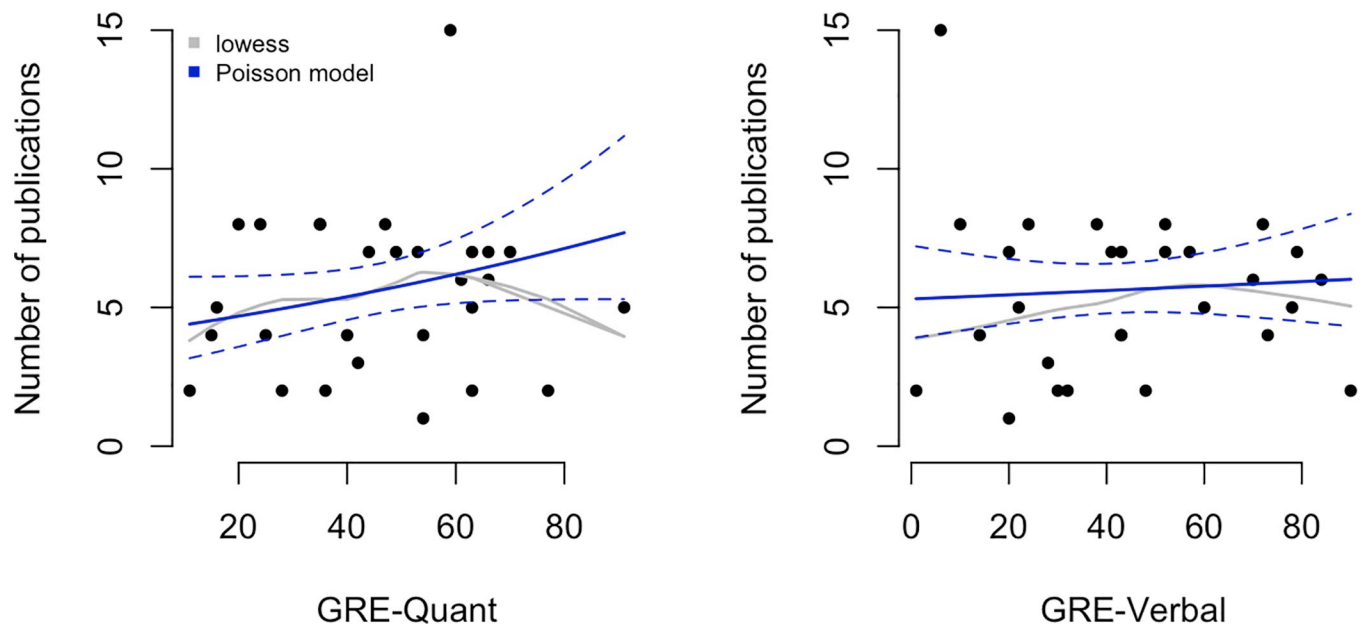 Number of publications
15
10
5
0
lowess
Poisson model
20 40 60 80
GRE-Quant
Number of publications
15
10
5
0
0 20 40 60 80
GRE-Verbal